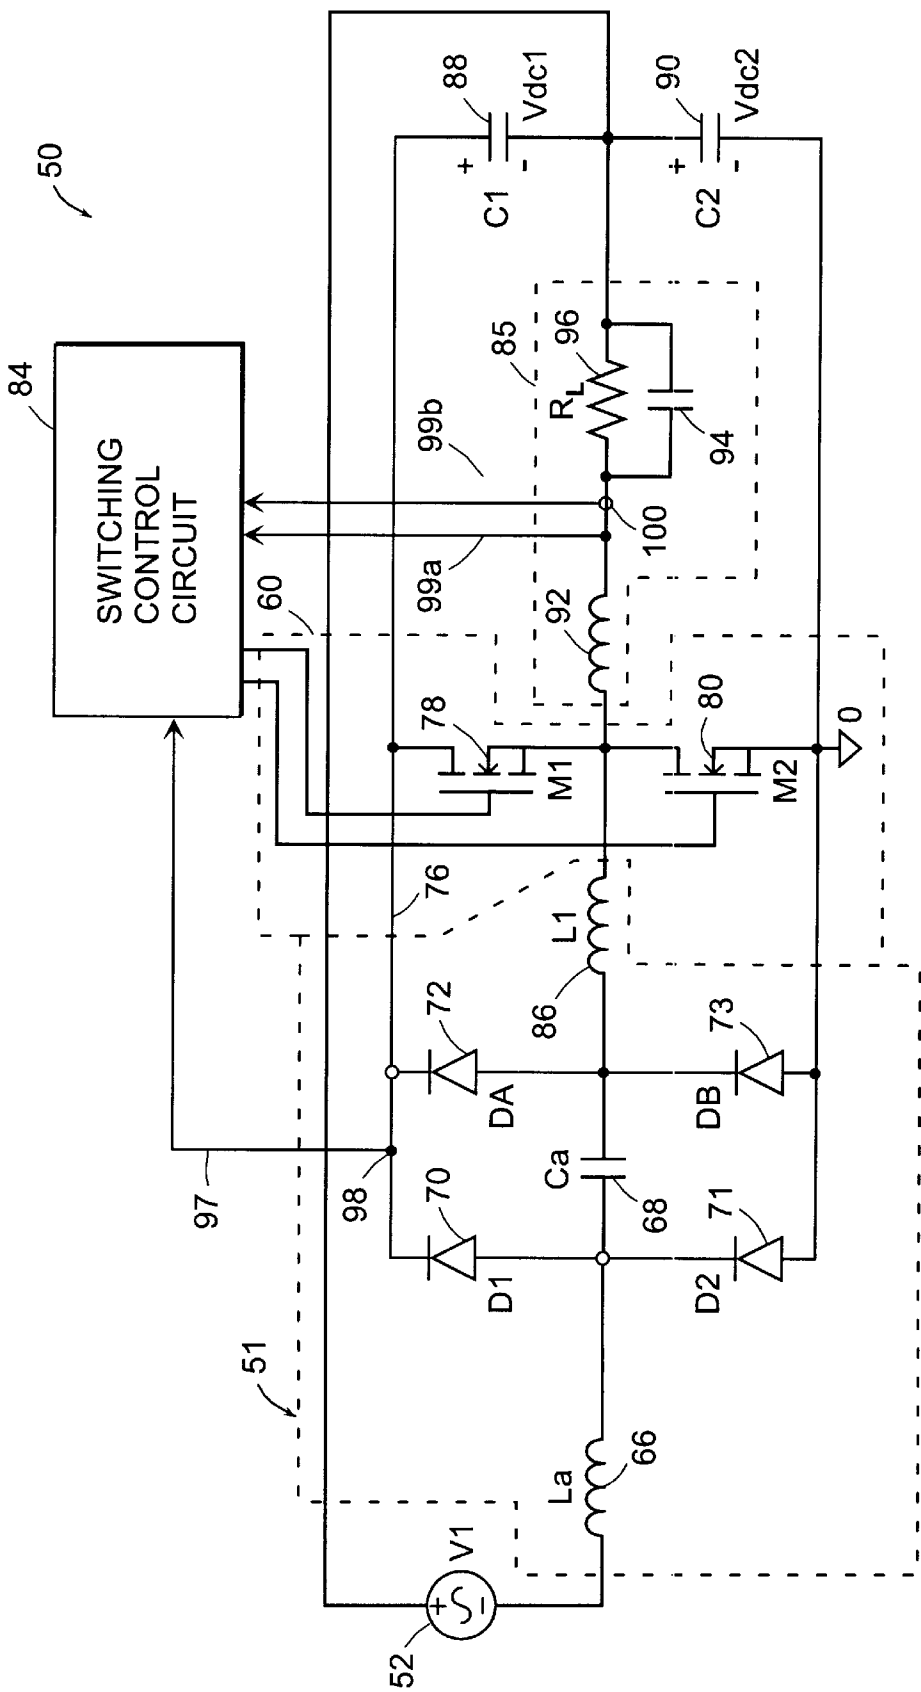 50
84
SWITCHING
CONTROL
CIRCUIT
97
51
98
76
60
99a
99b
85
88
+
C1
-
Vdc1
90
+
C2
-
Vdc2
52
+
-
V1
La
66
D1
70
D2
71
Ca
68
DA
72
DB
73
L1
86
78
M1
80
M2
0
92
100
RL
96
94